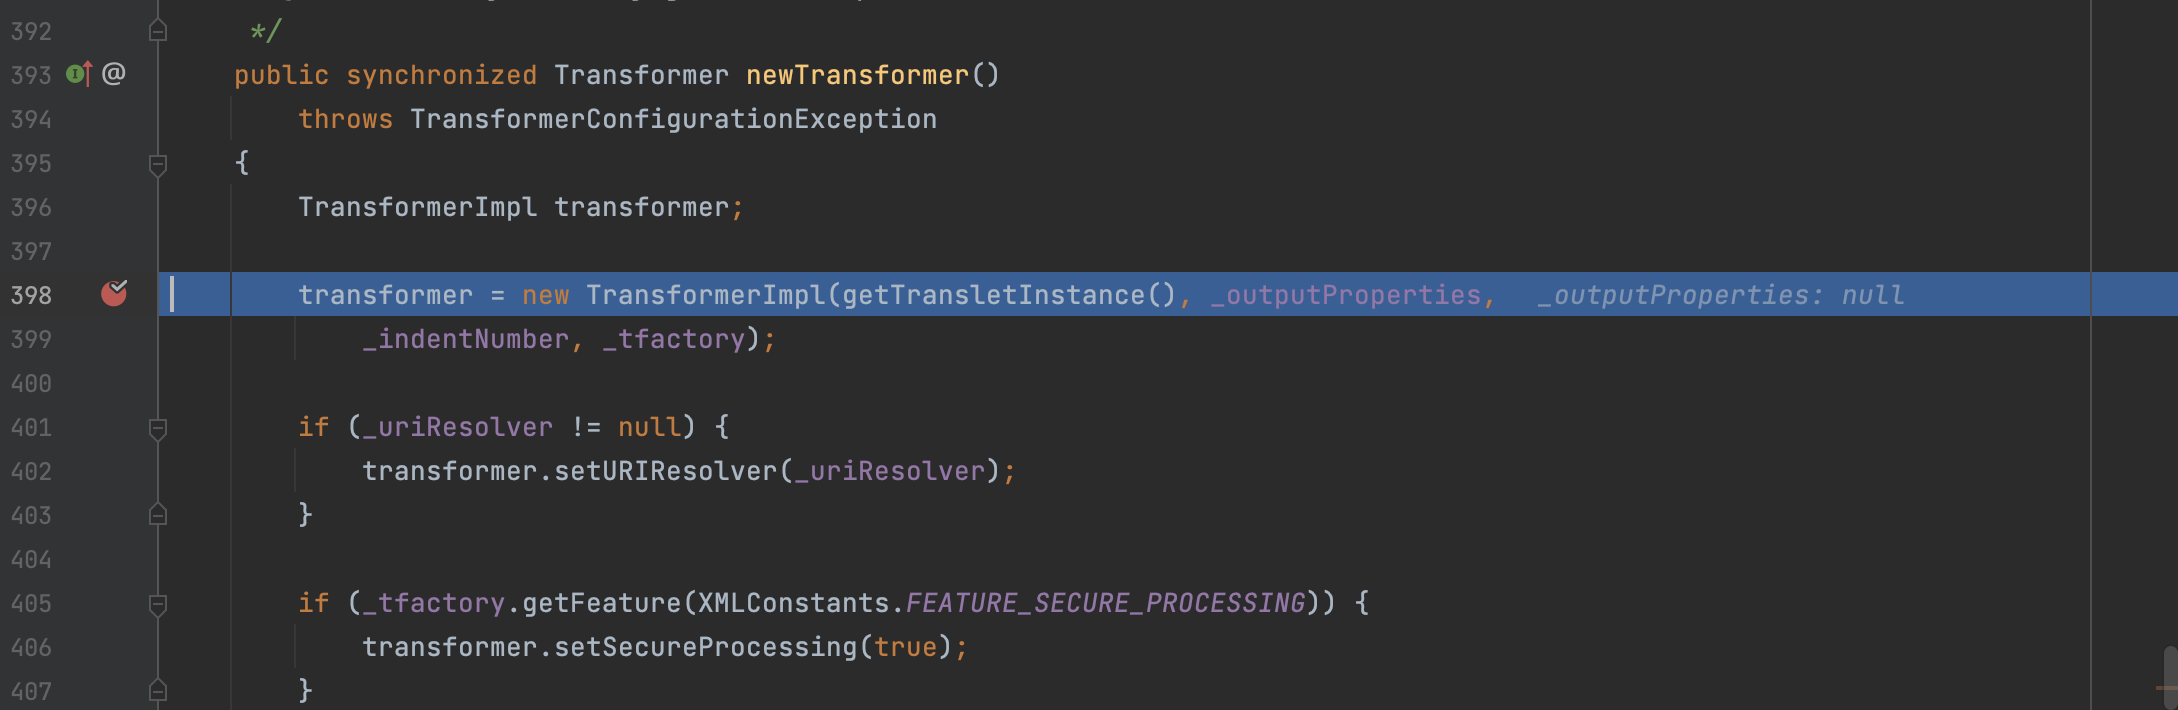 392 */
393 @ public synchronized Transformer newTransformer()
394 throws TransformerConfigurationException
395 {
396 TransformerImpl transformer;
397
398 transformer = new TransformerImpl(getTransletInstance(), _outputProperties, _outputProperties: null
399 _indentNumber, _tfactory);
400
401 if (_uriResolver != null) {
402 transformer.setURIResolver(_uriResolver);
403 }
404
405 if (_tfactory.getFeature(XMLConstants.FEATURE_SECURE_PROCESSING)) {
406 transformer.setSecureProcessing(true);
407 }